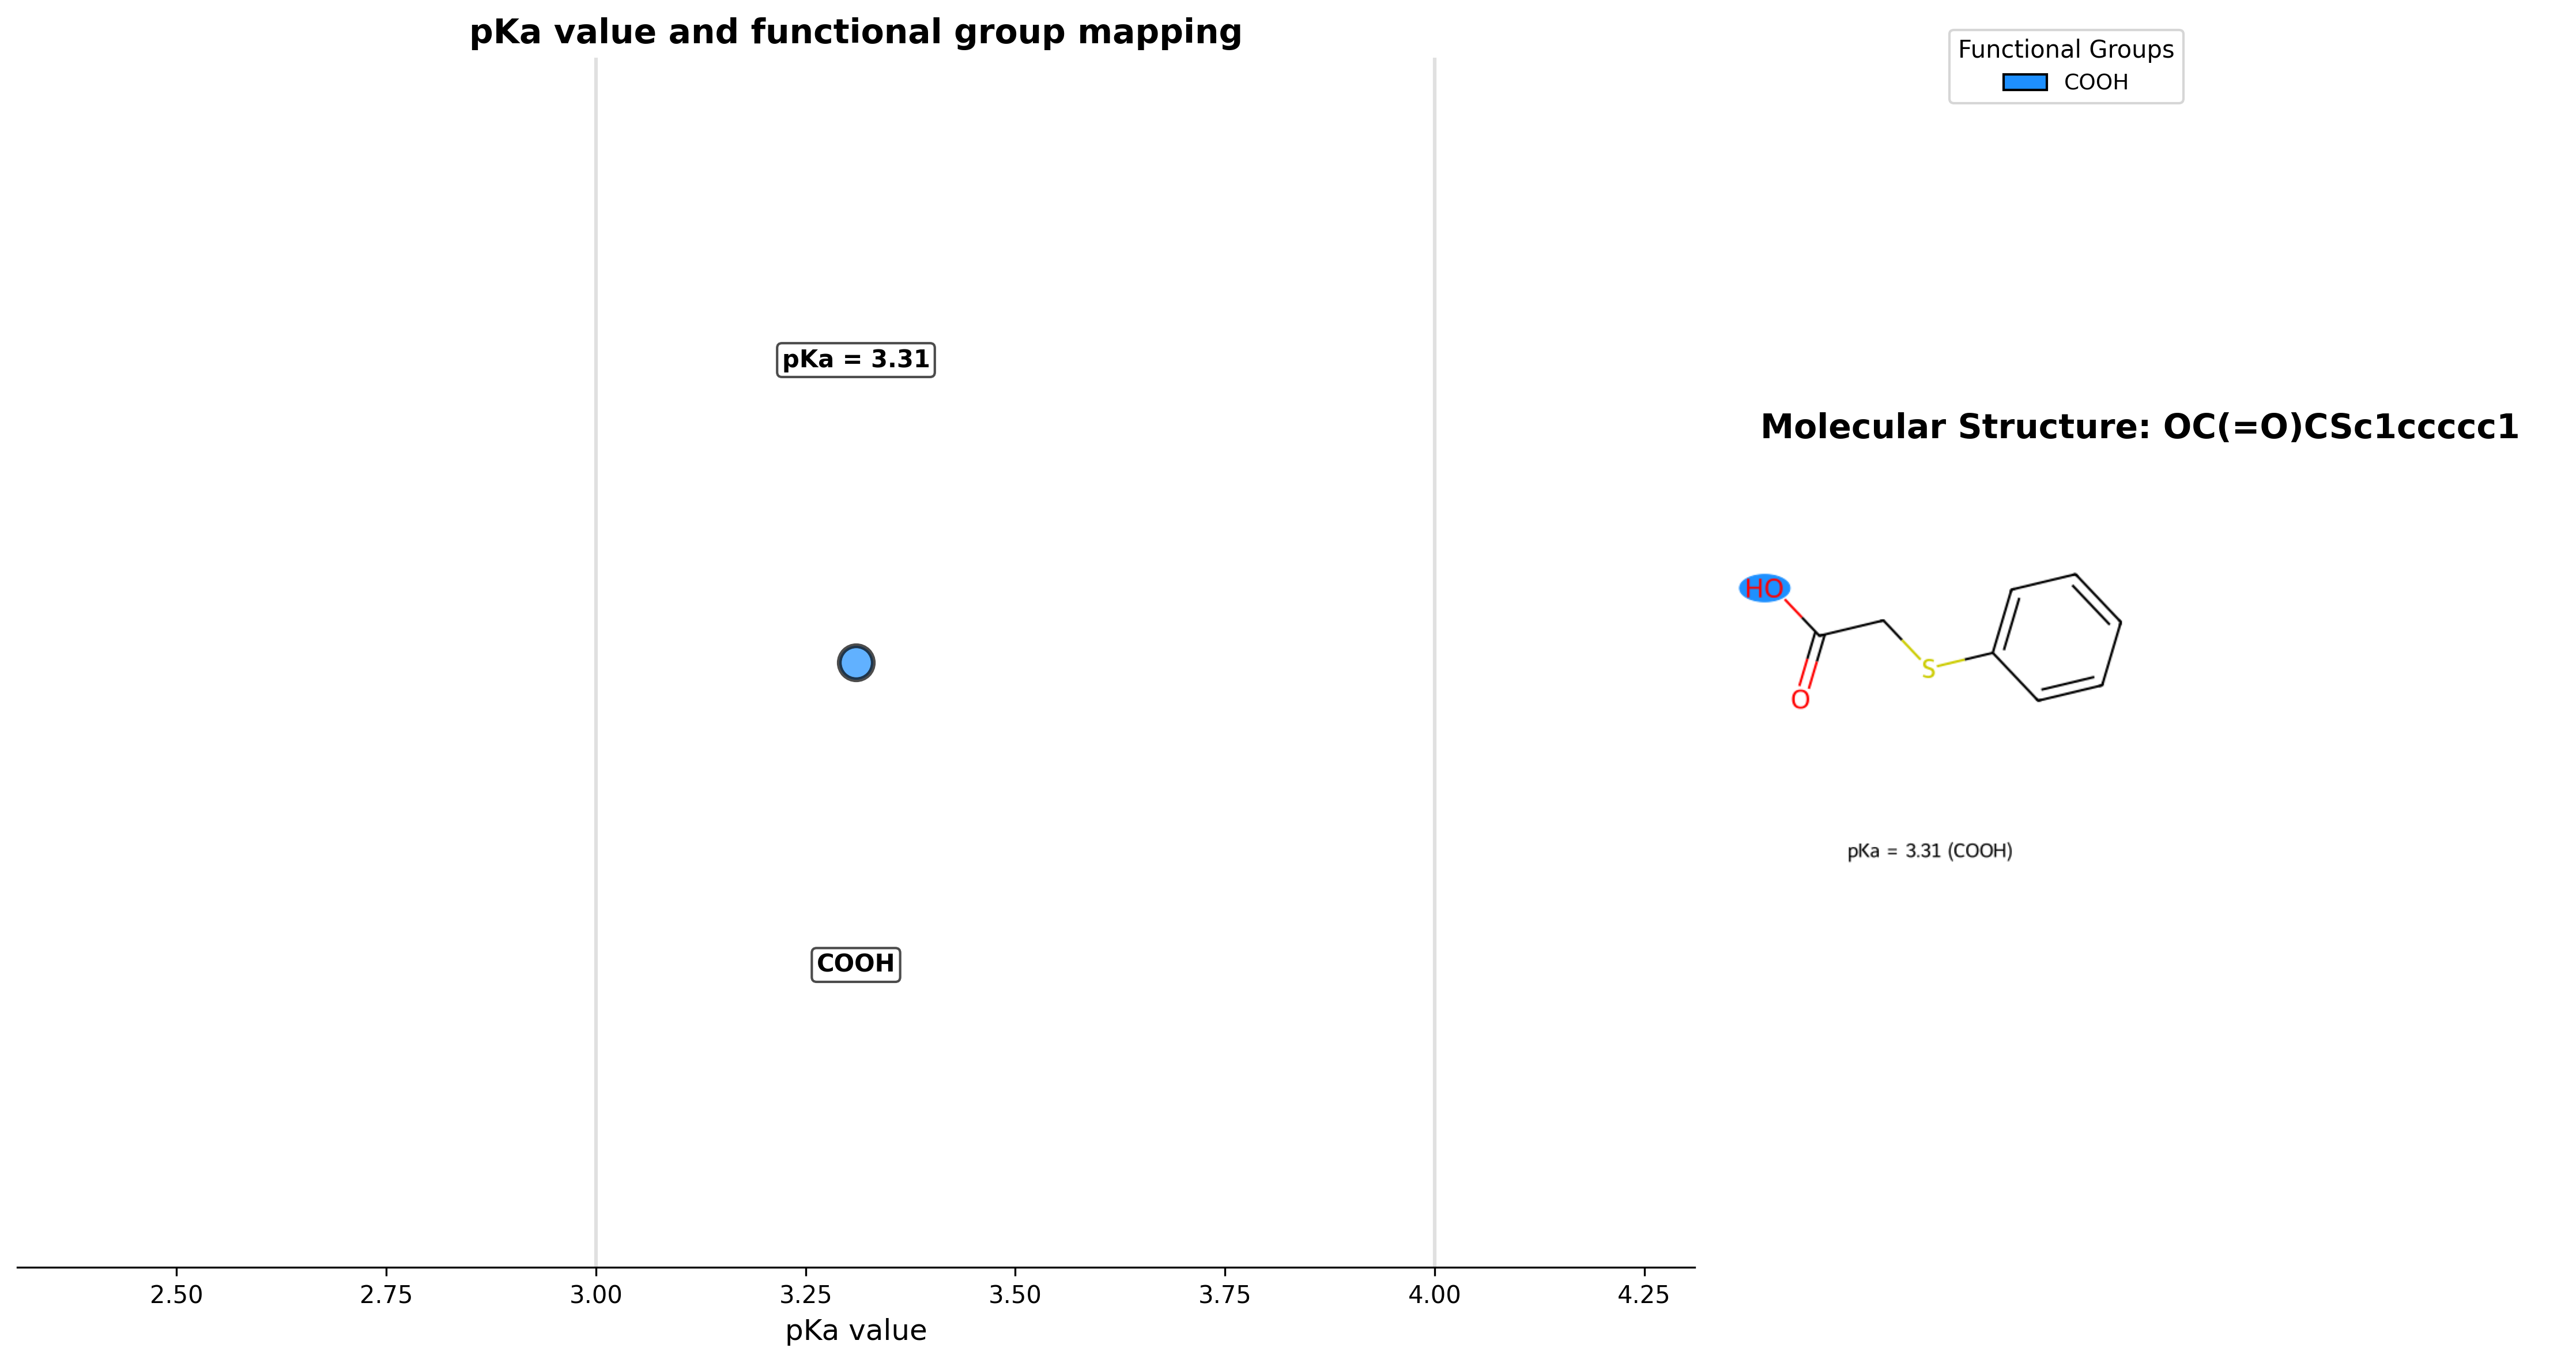 pKa value and functional group mapping
Functional Groups
COOH
pKa = 3.31
Molecular Structure: OC(=O)CSc1ccccc1
HO
S
O
pKa = 3.31 (COOH)
COOH
2.50 2.75 3.00 3.25 3.50 3.75 4.00 4.25
pKa value